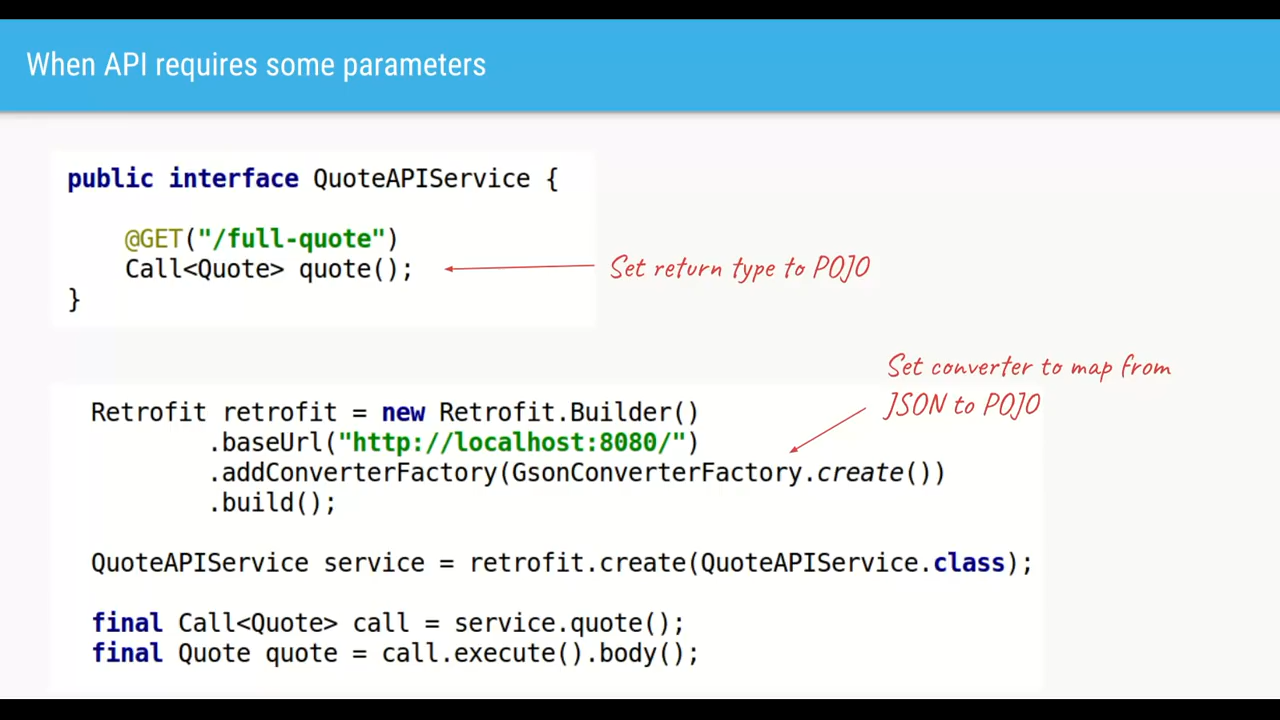 When API requires some parameters
public interface QuoteAPIService {
@GET("/full-quote")
Call<Quote> quote();
Set return type to POJO
}
Set converter to map from
JSON to POJO
Retrofit retrofit = new Retrofit.Builder()
.baseUrl("http://localhost:8080/")
.addConverterFactory(GsonConverterFactory.create())
.build();
QuoteAPIService service = retrofit.create(QuoteAPIService.class);
final Call<Quote> call = service.quote();
final Quote quote = call.execute().body();